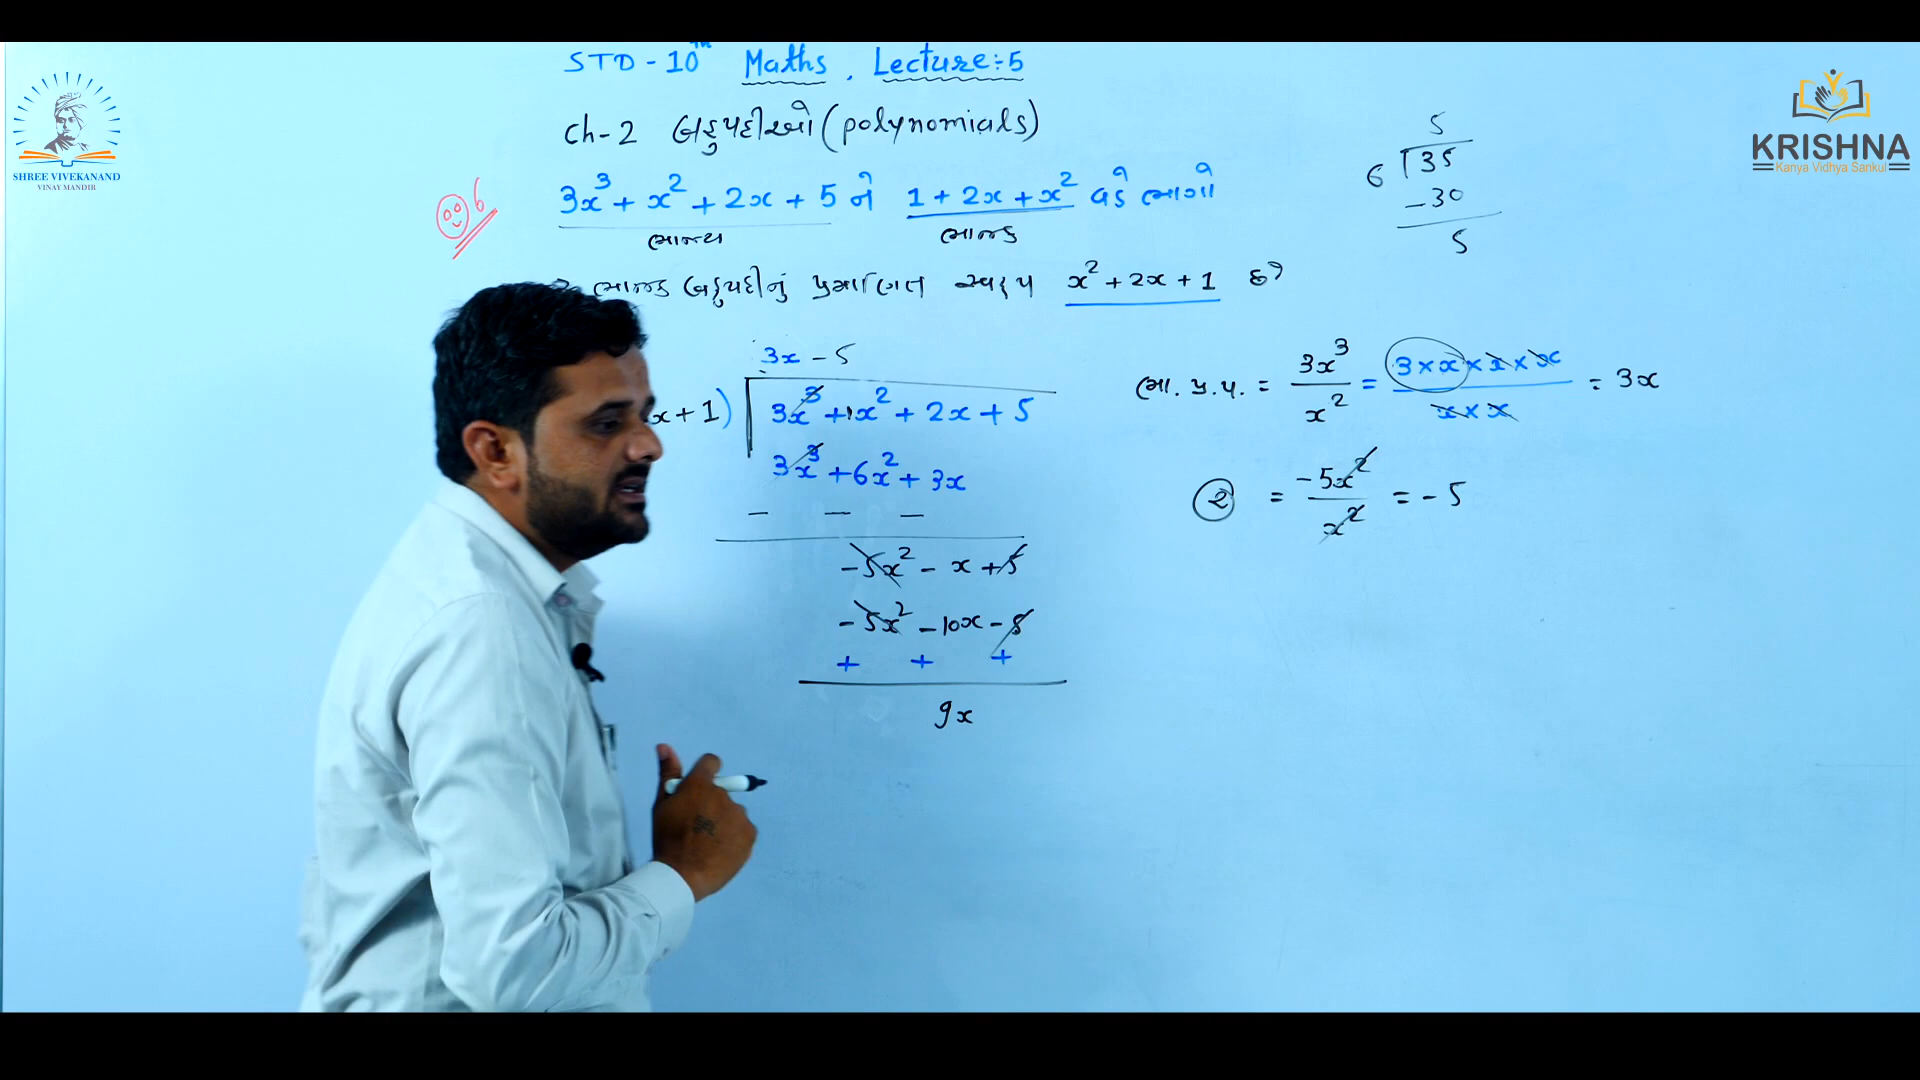 STD - 10th Maths, Lecture:- 5
Ch-2 બહુપદીઓ (polynomials)
6
3x³ + x² + 2x + 5 ને 1 + 2x + x² વડે ભાગો
ભાજ્ય ભાજક
ભાજક બહુપદીનું પ્રમાણિત સ્વરૂપ x² + 2x + 1 છે
3x - 5
x + 1) 3x³ + 1x² + 2x + 5
3x³ + 6x² + 3x
— — —
-5x² - x + 5
-5x² - 10x - 5
+ + +
9x
5
6 35
-30
5
ભા. પ્ર. પ. = 3x³ / x² = 3 × x × x × x / x × x = 3x
2 = -5x² / x² = -5
SHREE VIVEKANAND
VINAY MANDIR
KRISHNA
Kanya Vidhya Sankul